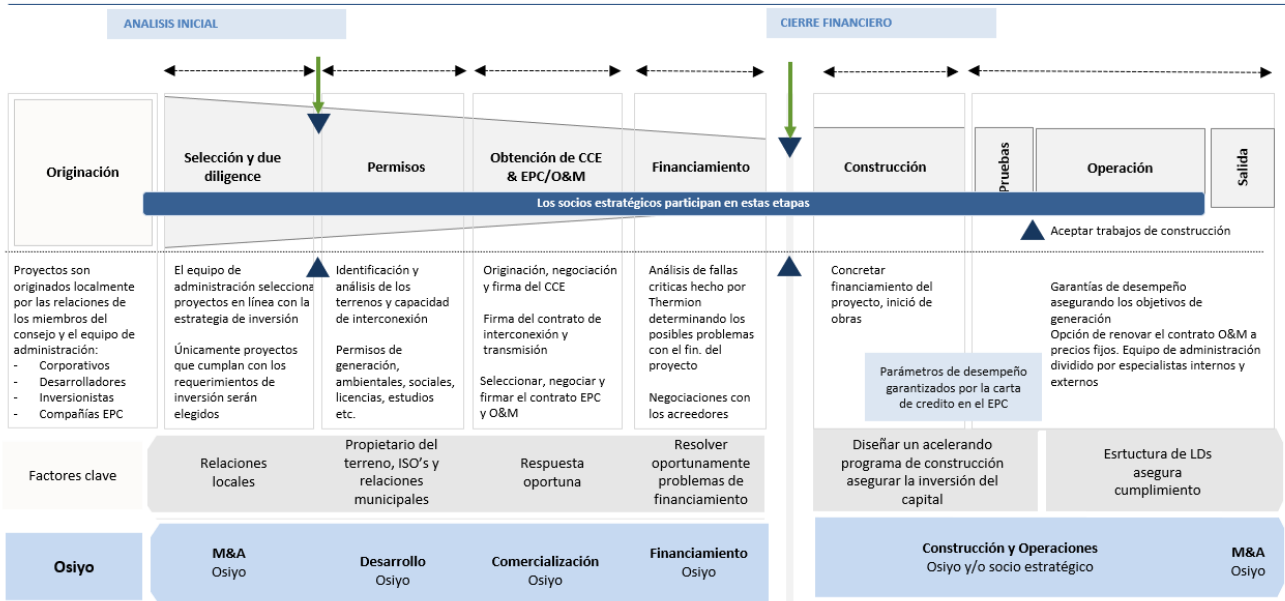 ANALISIS INICIAL
CIERRE FINANCIERO
Originación
Selección y due
diligence
Permisos
Obtención de CCE
& EPC/O&M
Financiamiento
Construcción
Pruebas
Operación
Salida
Los socios estratégicos participan en estas etapas
Aceptar trabajos de construcción
Proyectos son
originados localmente
por las relaciones de
los miembros del
consejo y el equipo de
administración:
- Corporativos
- Desarrolladores
- Inversionistas
- Compañías EPC
El equipo de
administración selecciona
proyectos en línea con la
estrategia de inversión
Únicamente proyectos
que cumplan con los
requerimientos de
inversión serán
elegidos
Identificación y
análisis de los
terrenos y capacidad
de interconexión
Permisos de
generación,
ambientales, sociales,
licencias, estudios
etc.
Originación, negociación
y firma del CCE
Firma del contrato de
interconexión y
transmisión
Seleccionar, negociar y
firmar el contrato EPC
y O&M
Análisis de fallas
criticas hecho por
Thermion
determinando los
posibles problemas
con el fin. del
proyecto
Negociaciones con
los acreedores
Concretar
financiamiento del
proyecto, inició de
obras
Parámetros de desempeño
garantizados por la carta
de credito en el EPC
Garantías de desempeño
asegurando los objetivos de
generación
Opción de renovar el contrato O&M a
precios fijos. Equipo de administración
dividido por especialistas internos y
externos
Factores clave
Relaciones
locales
Propietario del
terreno, ISO's y
relaciones
municipales
Respuesta
oportuna
Resolver
oportunamente
problemas de
financiamiento
Diseñar un acelerando
programa de construcción
asegurar la inversión del
capital
Esrtuctura de LDs
asegura
cumplimiento
Osiyo
M&A
Osiyo
Desarrollo
Osiyo
Comercialización
Osiyo
Financiamiento
Osiyo
Construcción y Operaciones
Osiyo y/o socio estratégico
M&A
Osiyo